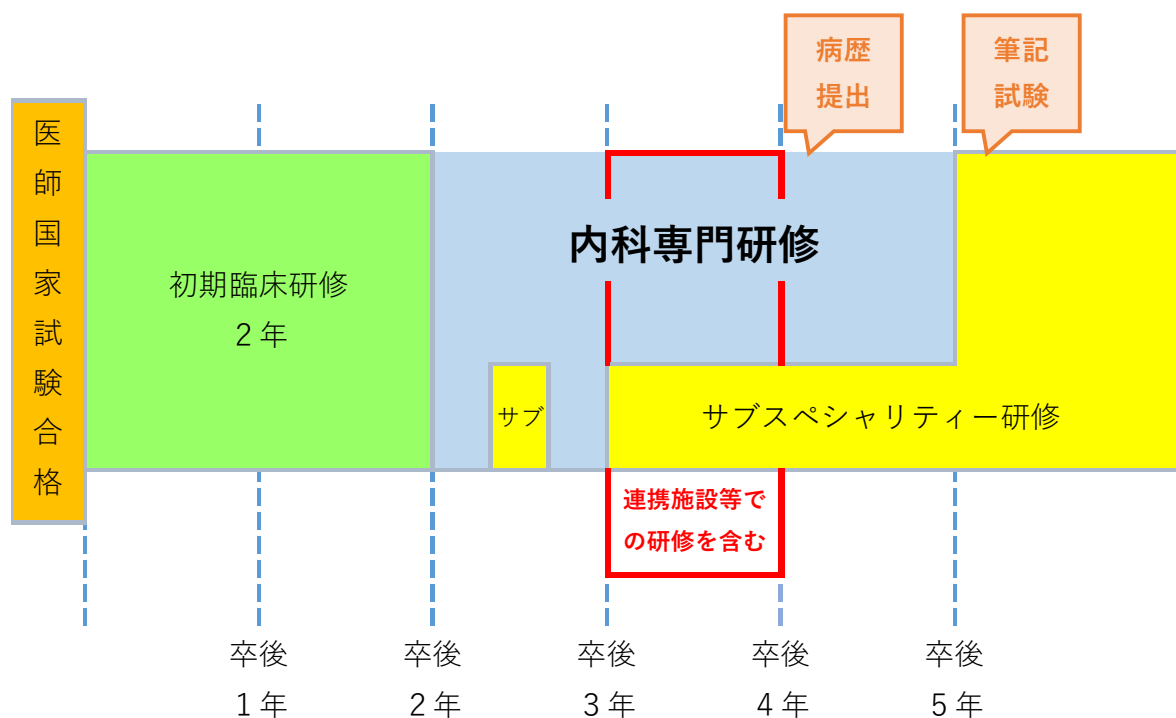 病歴
提出
筆記
試験
医
師
国
家
試
験
合
格
初期臨床研修
2年
内科専門研修
サブ
サブスペシャリティー研修
連携施設等で
の研修を含む
卒後
1年
卒後
2年
卒後
3年
卒後
4年
卒後
5年